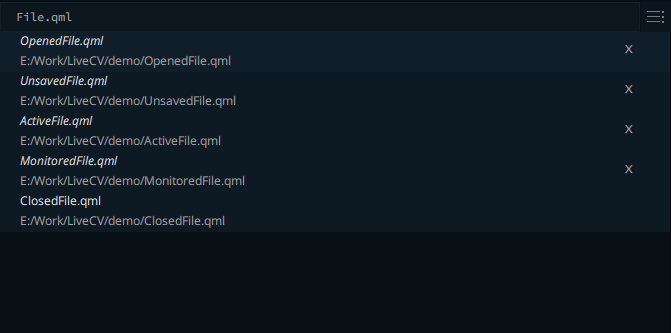 File.qml
OpenedFile.qml
x
E:/Work/LiveCV/demo/OpenedFile.qml
UnsavedFile.qml
x
E:/Work/LiveCV/demo/UnsavedFile.qml
ActiveFile.qml
x
E:/Work/LiveCV/demo/ActiveFile.qml
MonitoredFile.qml
x
E:/Work/LiveCV/demo/MonitoredFile.qml
ClosedFile.qml
E:/Work/LiveCV/demo/ClosedFile.qml